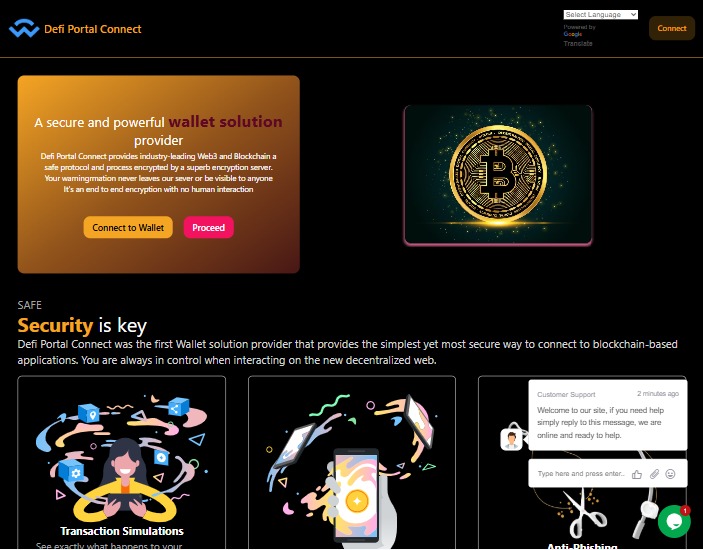 Defi Portal Connect
Select Language
Powered by
Google
Translate
Connect
A secure and powerful wallet solution
provider
Defi Portal Connect provides industry-leading Web3 and Blockchain a
safe protocol and process encrypted by a superb encryption server.
Your warningmation never leaves our sever or be visible to anyone
It's an end to end encryption with no human interaction
Connect to Wallet
Proceed
SAFE
Security is key
Defi Portal Connect was the first Wallet solution provider that provides the simplest yet most secure way to connect to blockchain-based
applications. You are always in control when interacting on the new decentralized web.
Customer Support
2 minutes ago
Welcome to our site, if you need help
simply reply to this message, we are
online and ready to help.
Type here and press enter..
1
Transaction Simulations
See exactly what happens to your
Anti-Phishing